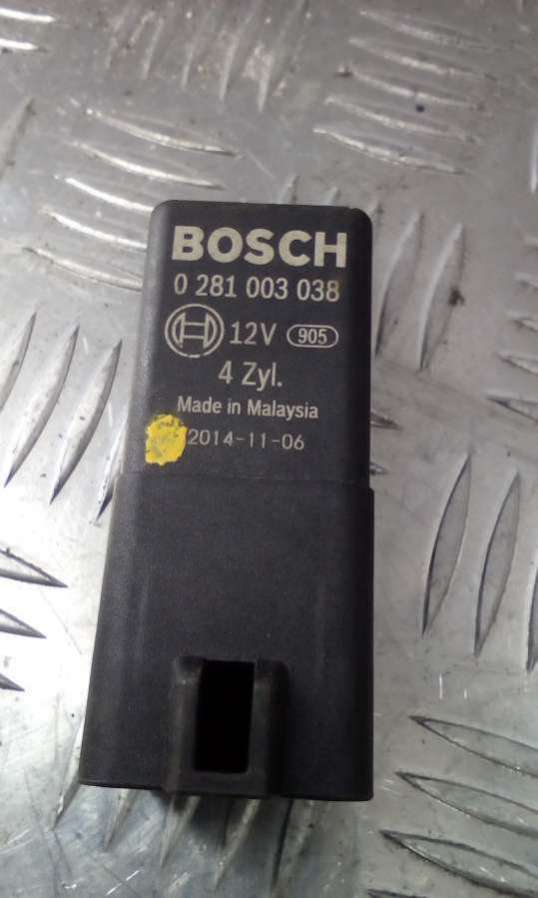 BOSCH
0 281 003 038
12V 905
4 Zyl.
Made in Malaysia
2014-11-06